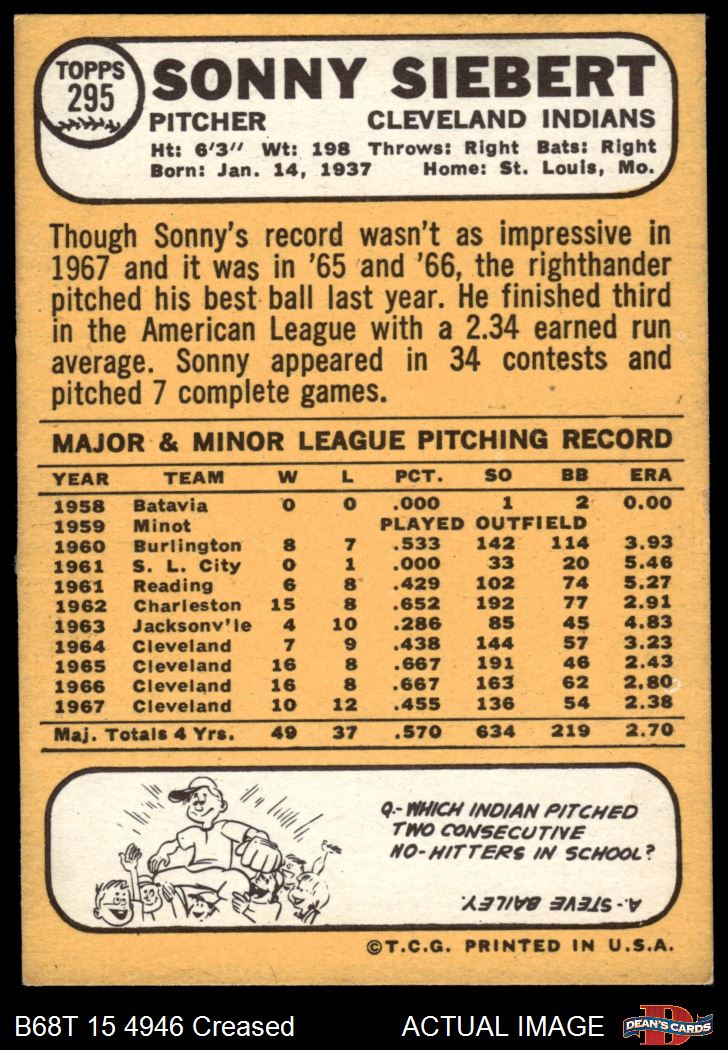 TOPPS
295
SONNY SIEBERT
PITCHER CLEVELAND INDIANS
Ht: 6'3" Wt: 198 Throws: Right Bats: Right
Born: Jan. 14, 1937 Home: St. Louis, Mo.
Though Sonny's record wasn't as impressive in
1967 and it was in '65 and '66, the righthander
pitched his best ball last year. He finished third
in the American League with a 2.34 earned run
average. Sonny appeared in 34 contests and
pitched 7 complete games.
MAJOR & MINOR LEAGUE PITCHING RECORD
YEAR TEAM W L PCT. SO BB ERA
1958 Batavia 0 0 .000 1 2 0.00
1959 Minot PLAYED OUTFIELD
1960 Burlington 8 7 .533 142 114 3.93
1961 S. L. City 0 1 .000 33 20 5.46
1961 Reading 6 8 .429 102 74 5.27
1962 Charleston 15 8 .652 192 77 2.91
1963 Jacksonv'le 4 10 .286 85 45 4.83
1964 Cleveland 7 9 .438 144 57 3.23
1965 Cleveland 16 8 .667 191 46 2.43
1966 Cleveland 16 8 .667 163 62 2.80
1967 Cleveland 10 12 .455 136 54 2.38
Maj. Totals 4 Yrs. 49 37 .570 634 219 2.70
Q.- WHICH INDIAN PITCHED
TWO CONSECUTIVE
NO-HITTERS IN SCHOOL?
A.- STEVE BAILEY.
©T.C.G. PRINTED IN U.S.A.
B68T 15 4946 Creased ACTUAL IMAGE
D
DEAN'S CARDS